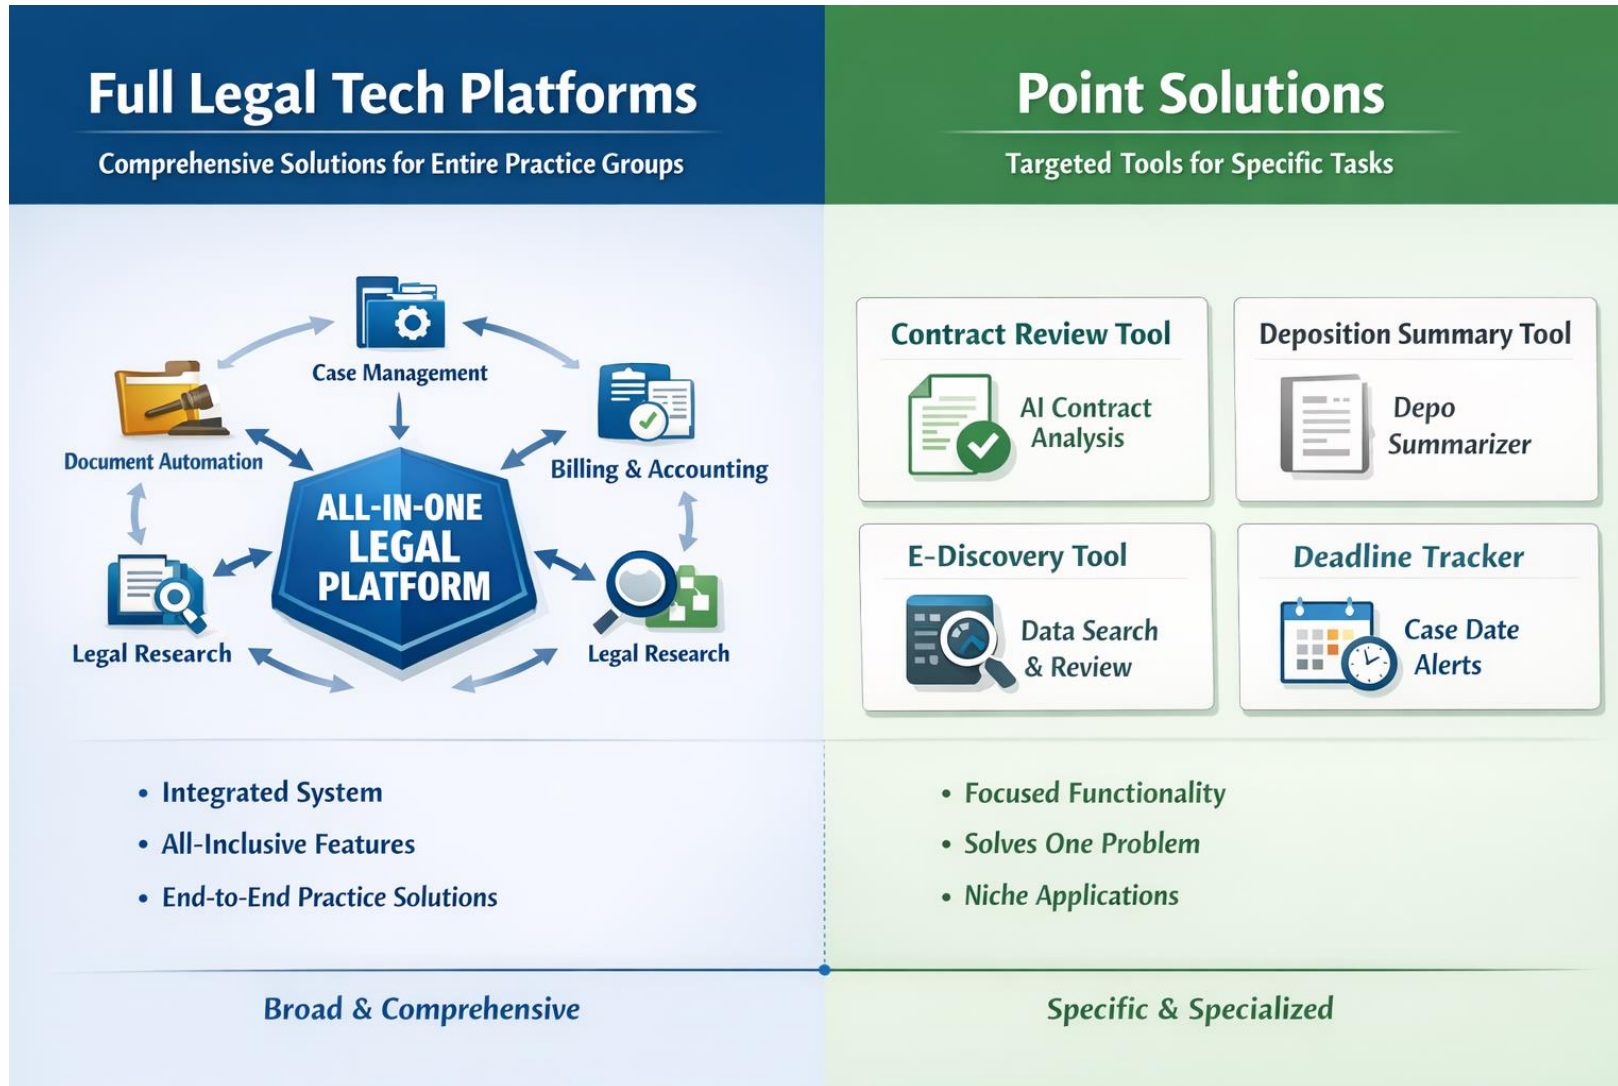 Full Legal Tech Platforms
Comprehensive Solutions for Entire Practice Groups
Case Management
Document Automation
Billing & Accounting
ALL-IN-ONE
LEGAL
PLATFORM
Legal Research
Legal Research
• Integrated System
• All-Inclusive Features
• End-to-End Practice Solutions
Broad & Comprehensive
Point Solutions
Targeted Tools for Specific Tasks
Contract Review Tool
AI Contract
Analysis
Deposition Summary Tool
Depo
Summarizer
E-Discovery Tool
Data Search
& Review
Deadline Tracker
Case Date
Alerts
• Focused Functionality
• Solves One Problem
• Niche Applications
Specific & Specialized